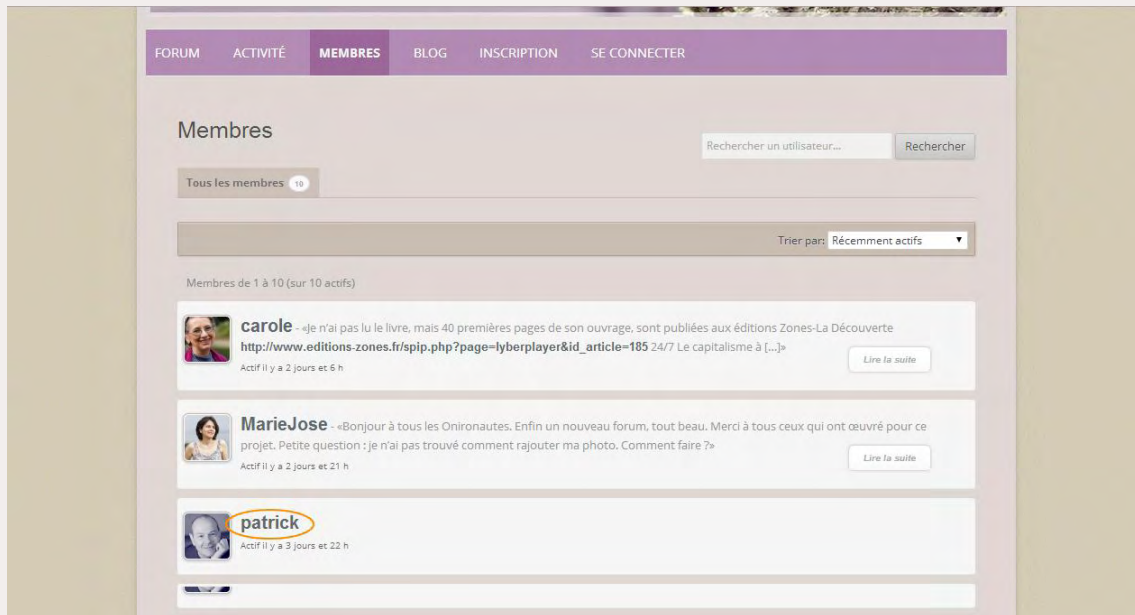 FORUM ACTIVITÉ MEMBRES BLOG INSCRIPTION SE CONNECTER
Membres
Rechercher un utilisateur... Rechercher
Tous les membres 10
Trier par: Récemment actifs
Membres de 1 à 10 (sur 10 actifs)
carole - «Je n'ai pas lu le livre, mais 40 premières pages de son ouvrage, sont publiées aux éditions Zones-La Découverte
http://www.editions-zones.fr/spip.php?page=lyberplayer&id_article=185 24/7 Le capitalisme à [...]»
Lire la suite
Actif il y a 2 jours et 6 h
MarieJose - «Bonjour à tous les Onironautes. Enfin un nouveau forum, tout beau. Merci à tous ceux qui ont œuvré pour ce
projet. Petite question : je n'ai pas trouvé comment rajouter ma photo. Comment faire ?»
Lire la suite
Actif il y a 2 jours et 21 h
patrick
Actif il y a 3 jours et 22 h